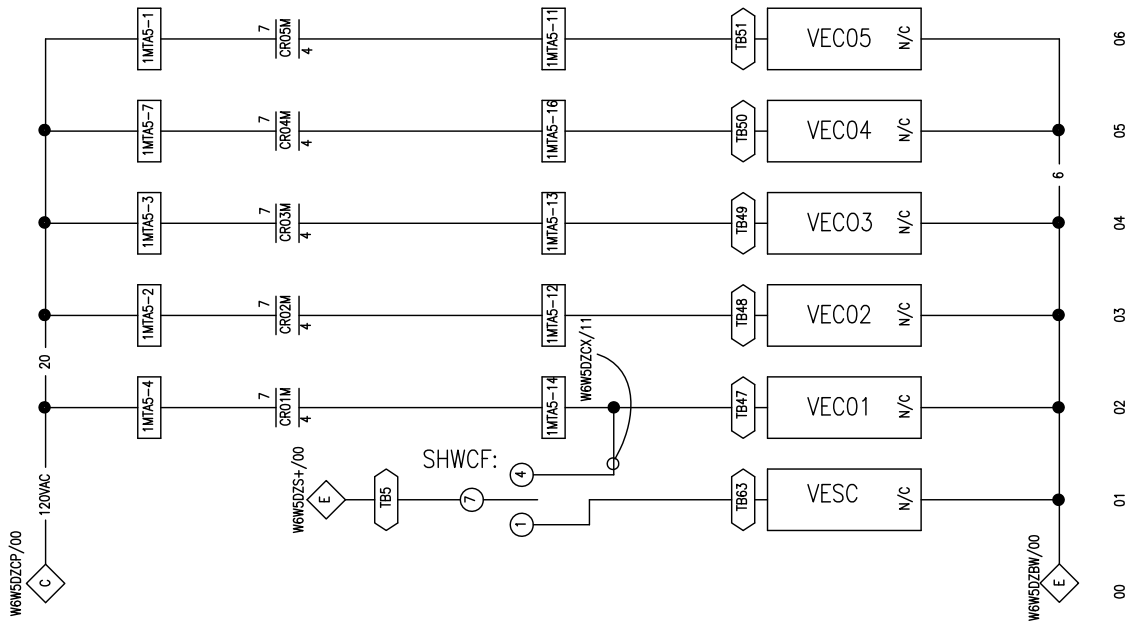 W6W5DZCP/00
C
120VAC
20
1MTA5-4
1MTA5-2
1MTA5-3
1MTA5-7
1MTA5-1
7
CR01M
4
7
CR02M
4
7
CR03M
4
7
CR04M
4
7
CR05M
4
W6W5DZS+/00
E
TB5
7
SHWCF:
1
4
W6W5DZCX/11
1MTA5-14
1MTA5-12
1MTA5-13
1MTA5-16
1MTA5-11
TB63
TB47
TB48
TB49
TB50
TB51
VESC
N/C
VEC01
N/C
VEC02
N/C
VEC03
N/C
VEC04
N/C
VEC05
N/C
W6W5DZBW/00
E
6
00
01
02
03
04
05
06